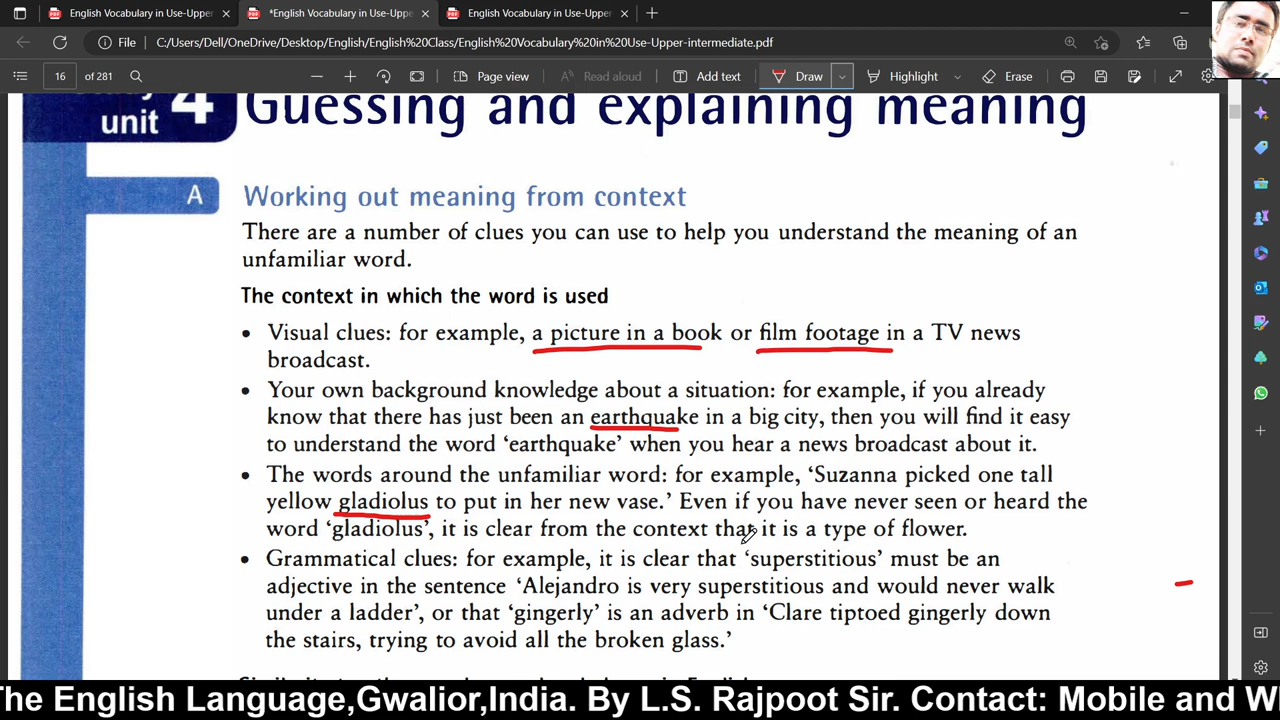 English Vocabulary in Use-Uppe
*English Vocabulary in Use-Uppe
English Vocabulary in Use-Upper
File
C:/Users/Dell/OneDrive/Desktop/English/English%20Class/English%20Vocabulary%20in%20Use-Upper-intermediate.pdf
16 of 281
Page view
Read aloud
Add text
Draw
Highlight
Erase
unit 4
Guessing and explaining meaning
A
Working out meaning from context
There are a number of clues you can use to help you understand the meaning of an
unfamiliar word.
The context in which the word is used
• Visual clues: for example, a picture in a book or film footage in a TV news
broadcast.
• Your own background knowledge about a situation: for example, if you already
know that there has just been an earthquake in a big city, then you will find it easy
to understand the word ‘earthquake’ when you hear a news broadcast about it.
• The words around the unfamiliar word: for example, ‘Suzanna picked one tall
yellow gladiolus to put in her new vase.’ Even if you have never seen or heard the
word ‘gladiolus’, it is clear from the context that it is a type of flower.
• Grammatical clues: for example, it is clear that ‘superstitious’ must be an
adjective in the sentence ‘Alejandro is very superstitious and would never walk
under a ladder’, or that ‘gingerly’ is an adverb in ‘Clare tiptoed gingerly down
the stairs, trying to avoid all the broken glass.’
The English Language,Gwalior,India. By L.S. Rajpoot Sir. Contact: Mobile and W